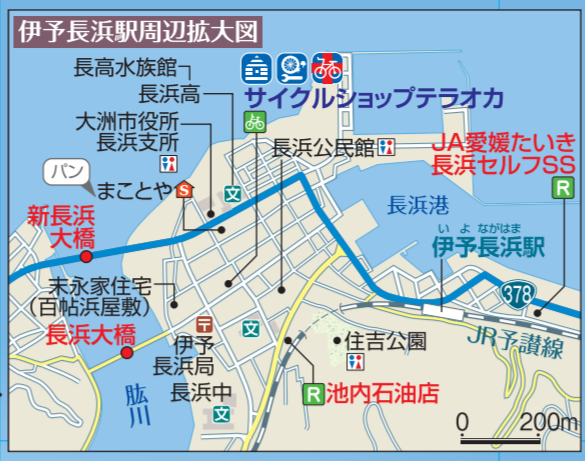 伊予長浜駅周辺拡大図
長高水族館
長浜高
サイクルショップテラオカ
大洲市役所
長浜支所
長浜公民館
JA愛媛たいき
長浜セルフSS
R
パン
まことや
S
文
新長浜
大橋
長浜港
いよ ながはま
伊予長浜駅
378
末永家住宅
(百帖浜屋敷)
長浜大橋
伊予
長浜局
文
住吉公園
JR予讃線
肱川
長浜中
文
R 池内石油店
0 200m